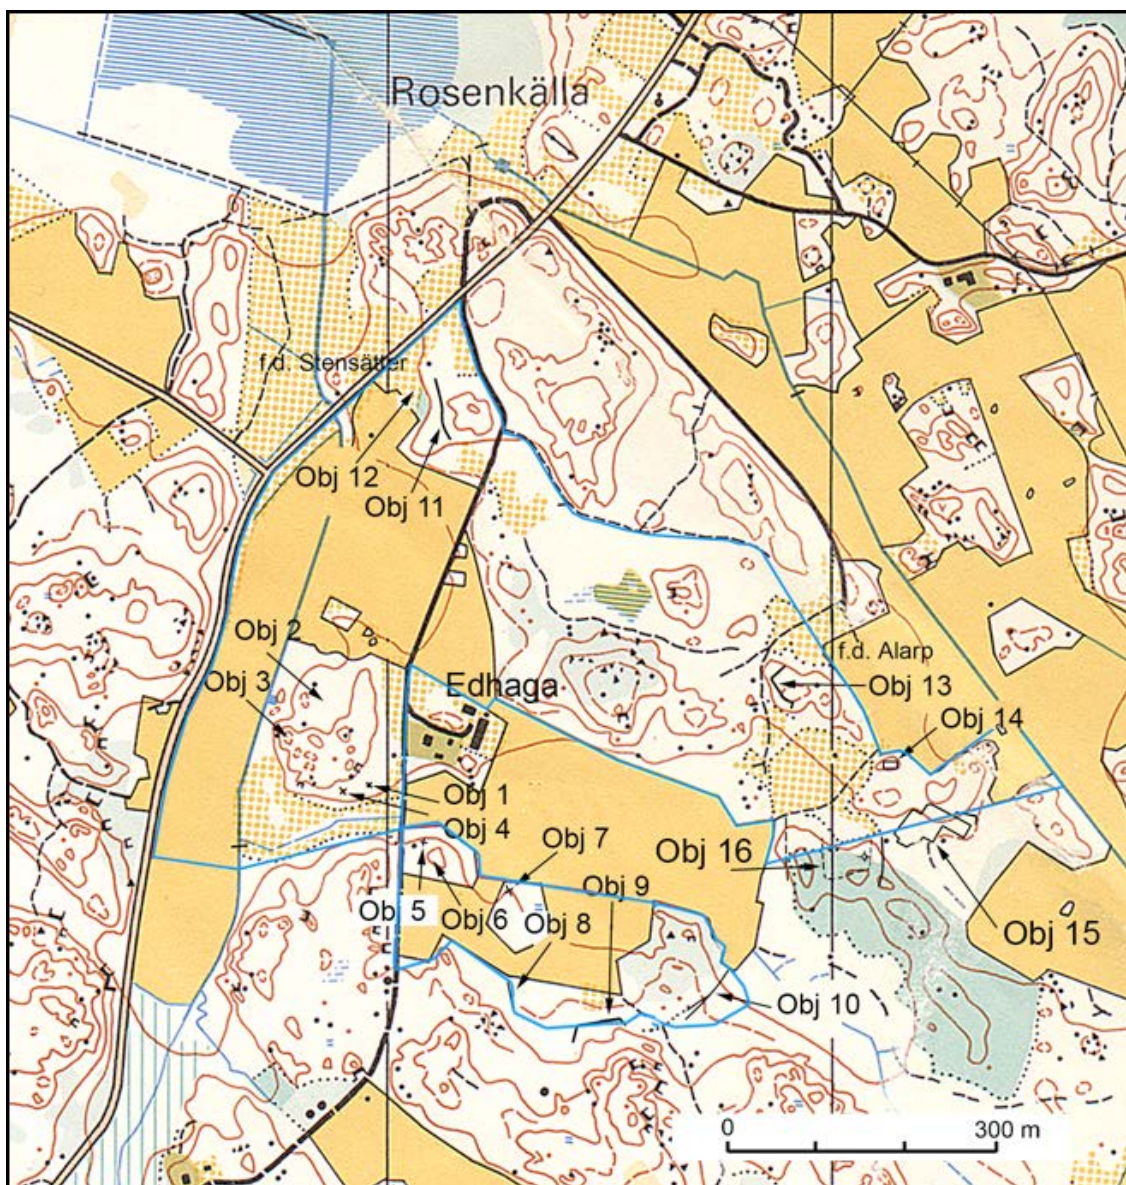 Rosenkälla
f.d. Stensätter
Obj 12
Obj 11
Obj 2
Obj 3
Edhaga
f.d. Alarp
Obj 13
Obj 14
Obj 1
Obj 4
Obj 7
Obj 16
Obj 9
Obj 5
Obj 6
Obj 8
Obj 15
Obj 10
0 300 m